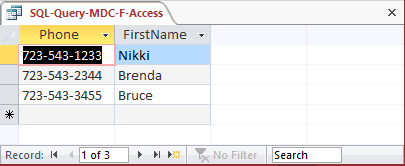 SQL-Query-MDC-F-Access
Phone FirstName
723-543-1233 Nikki
723-543-2344 Brenda
723-543-3455 Bruce
Record: 1 of 3 No Filter Search